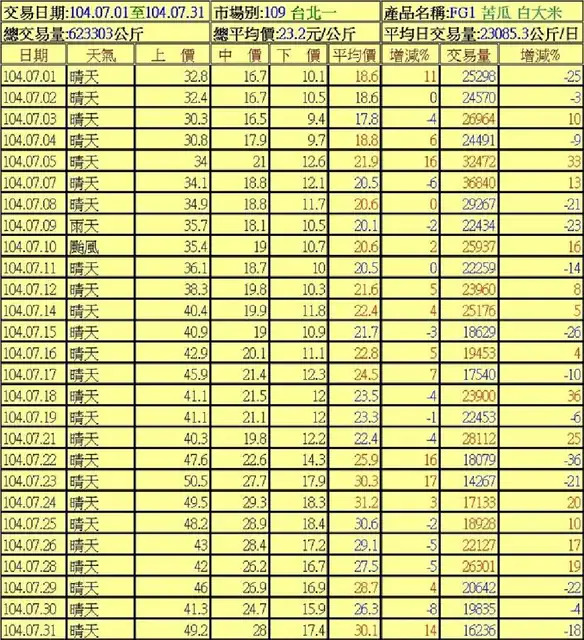 交易日期:104.07.01至104.07.31 市場別:109 台北一 產品名稱:FG1 苦瓜 白大米
總交易量:623303公斤 總平均價:23.2元/公斤 平均日交易量:23085.3公斤/日
日期 天氣 上 價 中 價 下 價 平均價 增減% 交易量 增減%
104.07.01 晴天 32.8 16.7 10.1 18.6 11 25298 -25
104.07.02 晴天 32.4 16.7 10.5 18.6 0 24570 -3
104.07.03 晴天 30.3 16.5 9.4 17.8 -4 26964 10
104.07.04 晴天 30.8 17.9 9.7 18.8 6 24491 -9
104.07.05 晴天 34 21 12.6 21.9 16 32472 33
104.07.07 晴天 34.1 18.8 12.1 20.5 -6 36840 13
104.07.08 晴天 34.9 18.8 11.7 20.6 0 29267 -21
104.07.09 雨天 35.7 18.1 10.5 20.1 -2 22434 -23
104.07.10 颱風 35.4 19 10.7 20.6 2 25937 16
104.07.11 晴天 36.1 18.7 10 20.5 0 22259 -14
104.07.12 晴天 38.3 19.8 10.3 21.6 5 23960 8
104.07.14 晴天 40.4 19.9 11.8 22.4 4 25176 5
104.07.15 晴天 40.9 19 10.9 21.7 -3 18629 -26
104.07.16 晴天 42.9 20.1 11.1 22.8 5 19453 4
104.07.17 晴天 45.9 21.4 12.3 24.5 7 17540 -10
104.07.18 晴天 41.1 21.5 12 23.5 -4 23900 36
104.07.19 晴天 41.1 21.1 12 23.3 -1 22453 -6
104.07.21 晴天 40.3 19.8 12.2 22.4 -4 28112 25
104.07.22 晴天 47.6 22.6 14.3 25.9 16 18079 -36
104.07.23 晴天 50.5 27.7 17.9 30.3 17 14267 -21
104.07.24 晴天 49.5 29.3 18.3 31.2 3 17133 20
104.07.25 晴天 48.2 28.9 18.4 30.6 -2 18928 10
104.07.26 晴天 43 28.4 17.2 29.1 -5 22127 17
104.07.28 晴天 42 26.2 16.7 27.5 -5 26301 19
104.07.29 晴天 46 26.9 16.9 28.7 4 20642 -22
104.07.30 晴天 41.3 24.7 15.9 26.3 -8 19835 -4
104.07.31 晴天 49.2 28 17.4 30.1 14 16236 -18